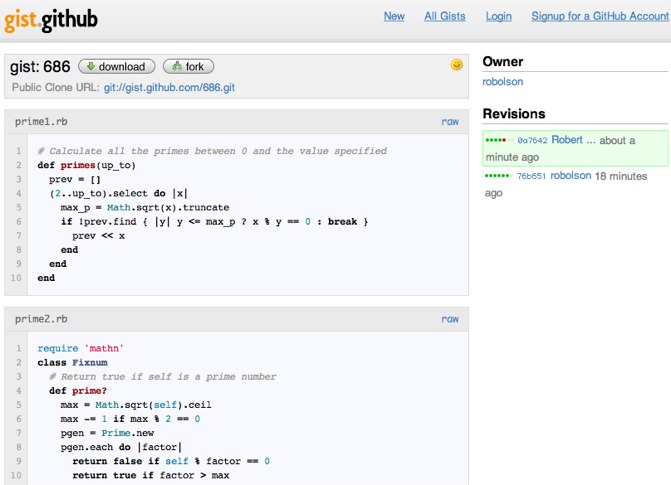 gist.github
New All Gists Login Signup for a GitHub Account
gist: 686 download fork
Public Clone URL: git://gist.github.com/686.git
prime1.rb raw
1 # Calculate all the primes between 0 and the value specified
2 def primes(up_to)
3 prev = []
4 (2..up_to).select do |x|
5 max_p = Math.sqrt(x).truncate
6 if !prev.find { |y| y <= max_p ? x % y == 0 : break }
7 prev << x
8 end
9 end
10 end
prime2.rb raw
1 require 'mathn'
2 class Fixnum
3 # Return true if self is a prime number
4 def prime?
5 max = Math.sqrt(self).ceil
6 max -= 1 if max % 2 == 0
7 pgen = Prime.new
8 pgen.each do |factor|
9 return false if self % factor == 0
10 return true if factor > max
Owner
robolson
Revisions
0a7642 Robert ... about a
minute ago
76b651 robolson 18 minutes
ago